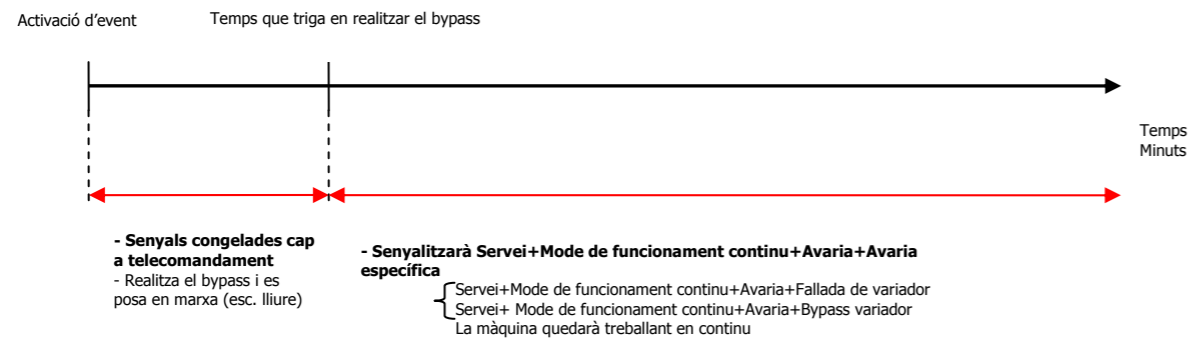 Activació d'event
Temps que triga en realitzar el bypass
Temps
Minuts
- Senyals congelades cap
a telecomandament
- Realitza el bypass i es
posa en marxa (esc. lliure)
- Senyalitzarà Servei+Mode de funcionament continu+Avaria+Avaria
específica
Servei+Mode de funcionament continu+Avaria+Fallada de variador
Servei+ Mode de funcionament continu+Avaria+Bypass variador
La màquina quedarà treballant en continu